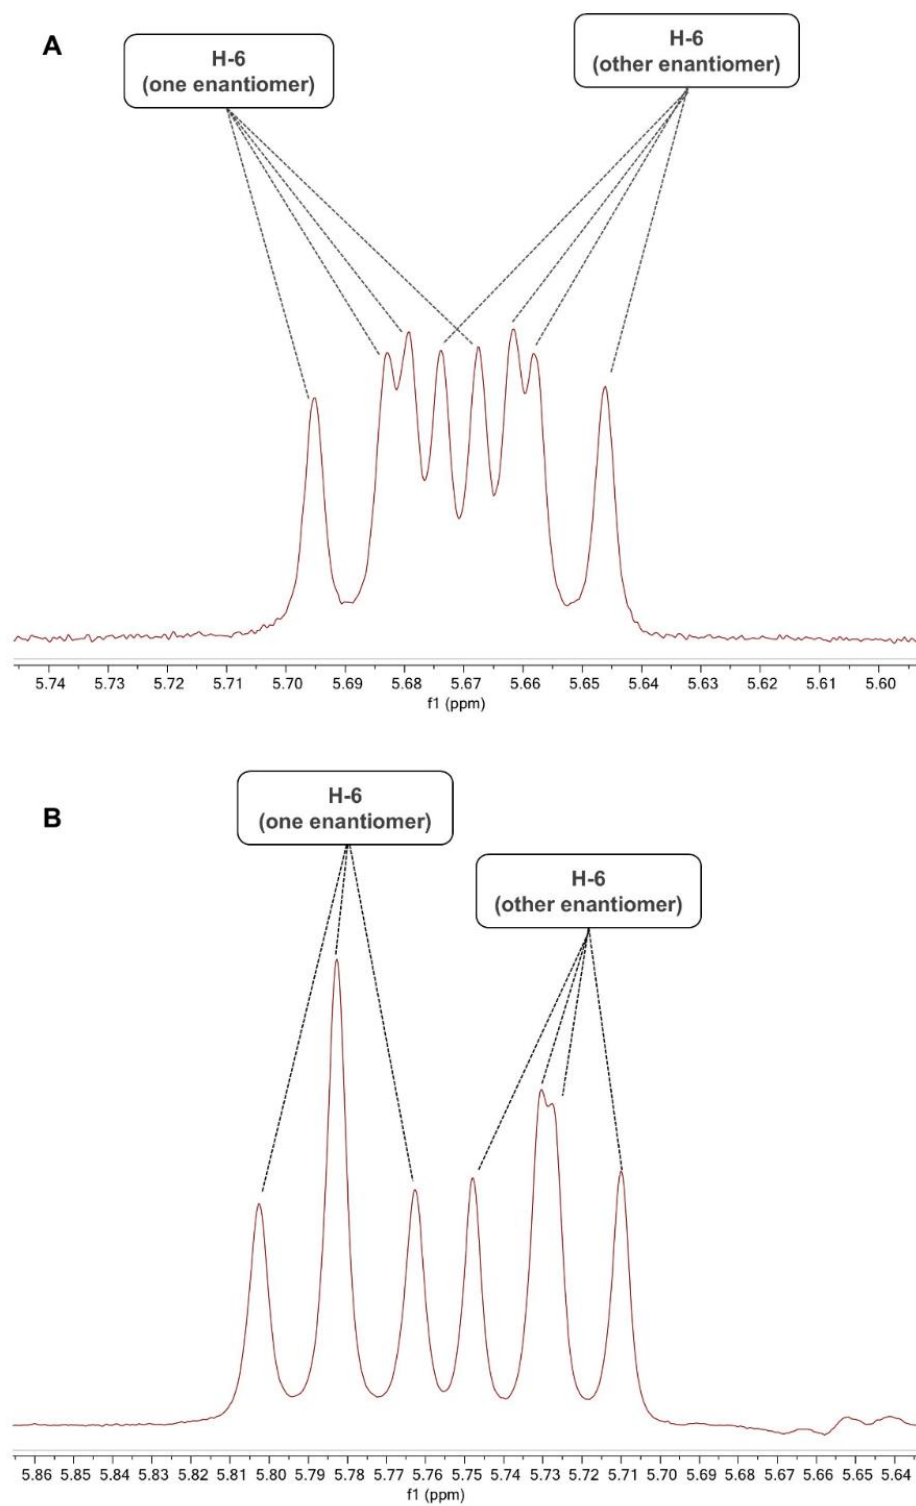 A
H-6
(one enantiomer)
H-6
(other enantiomer)
5.74 5.73 5.72 5.71 5.70 5.69 5.68 5.67 5.66 5.65 5.64 5.63 5.62 5.61 5.60
f1 (ppm)
B
H-6
(one enantiomer)
H-6
(other enantiomer)
5.86 5.85 5.84 5.83 5.82 5.81 5.80 5.79 5.78 5.77 5.76 5.75 5.74 5.73 5.72 5.71 5.70 5.69 5.68 5.67 5.66 5.65 5.64
f1 (ppm)